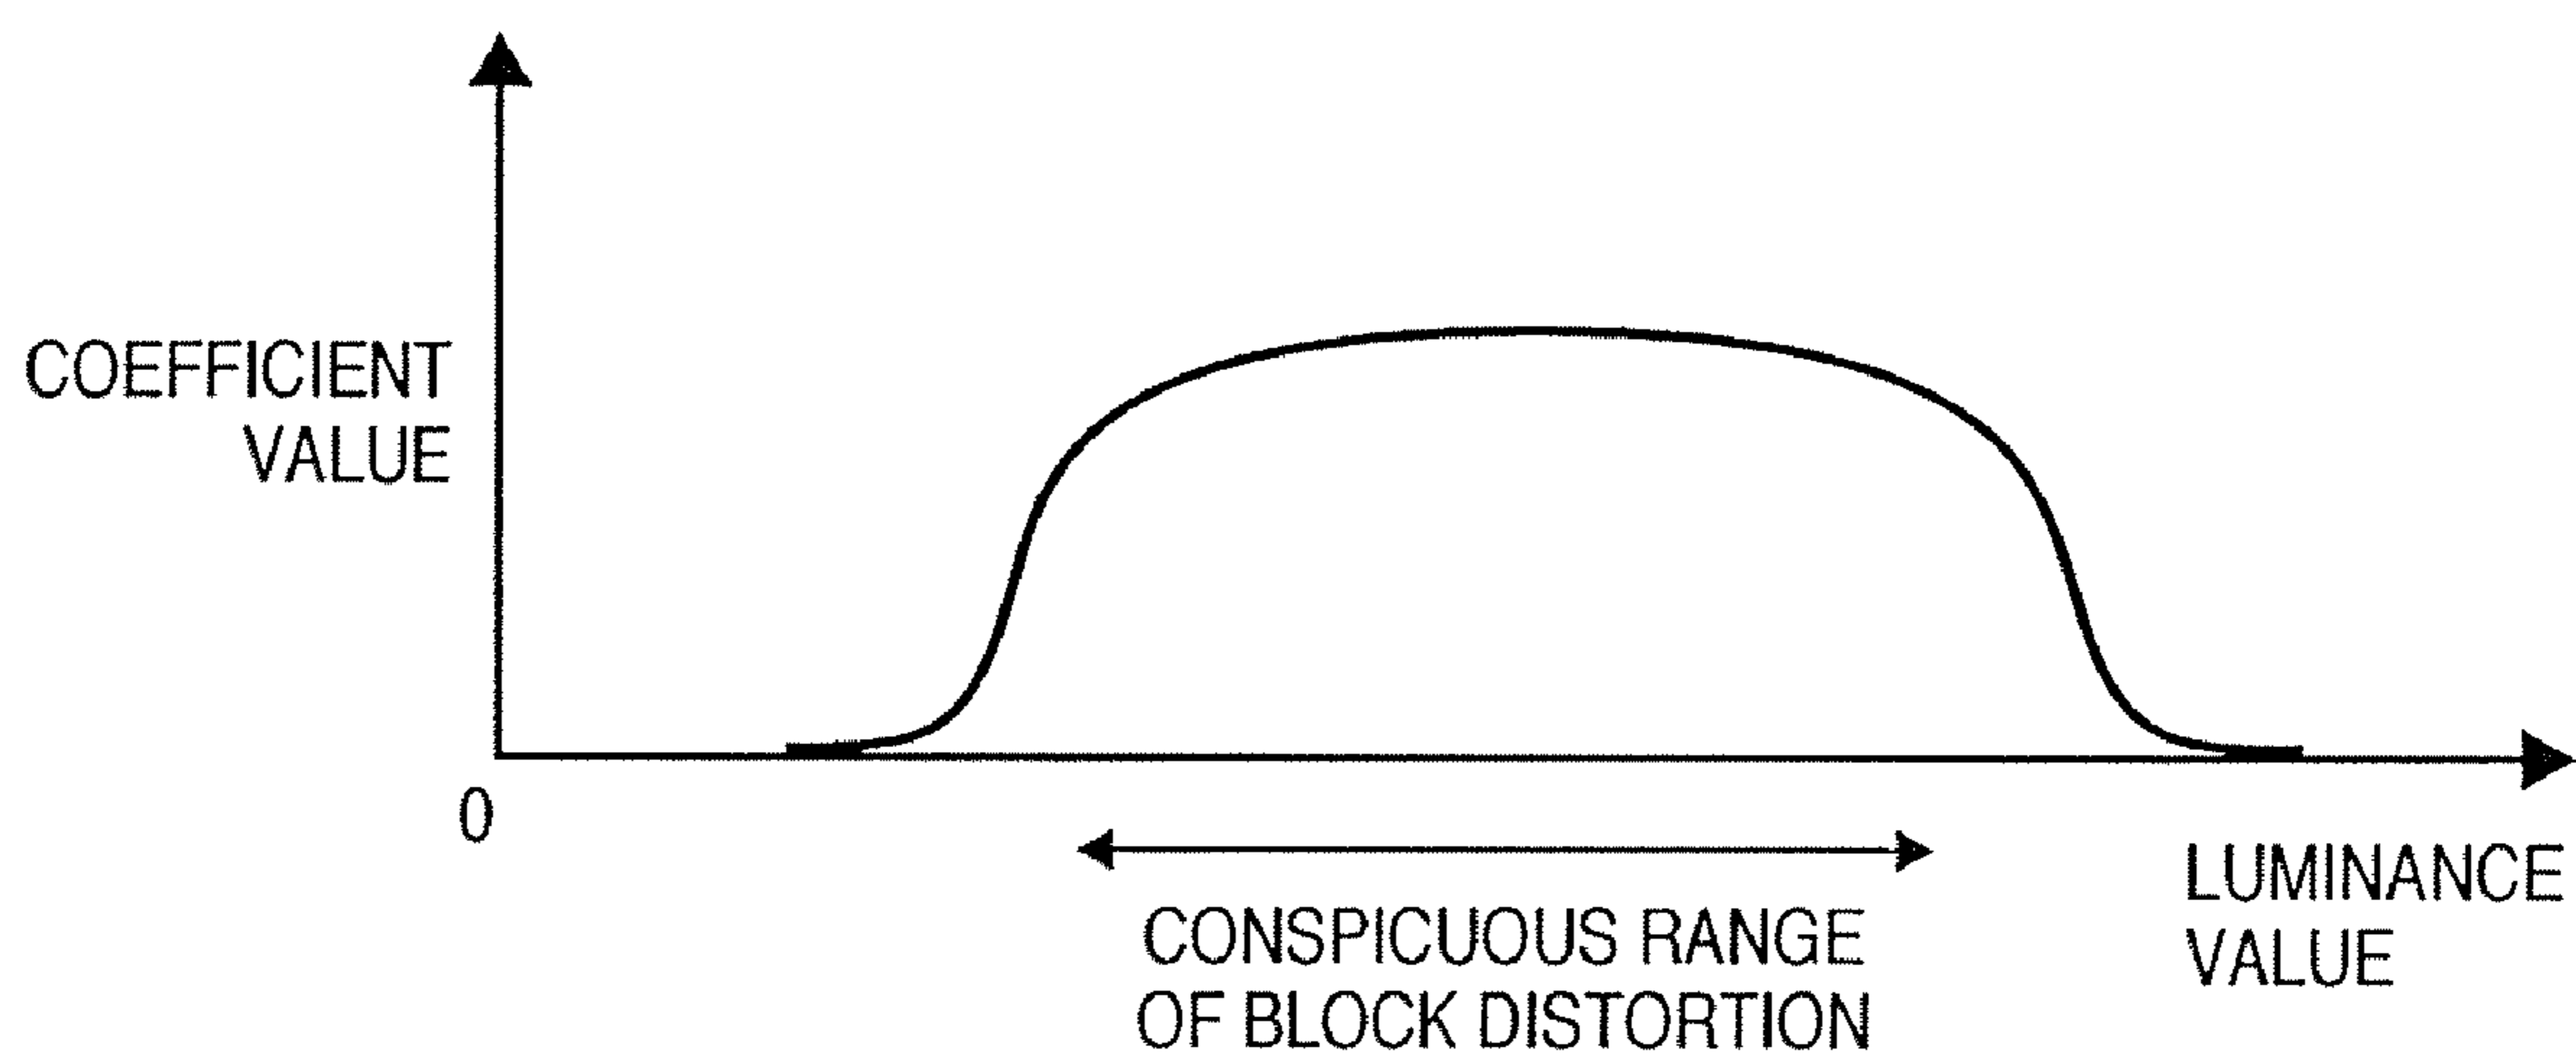 COEFFICIENT
VALUE
0
CONSPICUOUS RANGE
OF BLOCK DISTORTION
LUMINANCE
VALUE